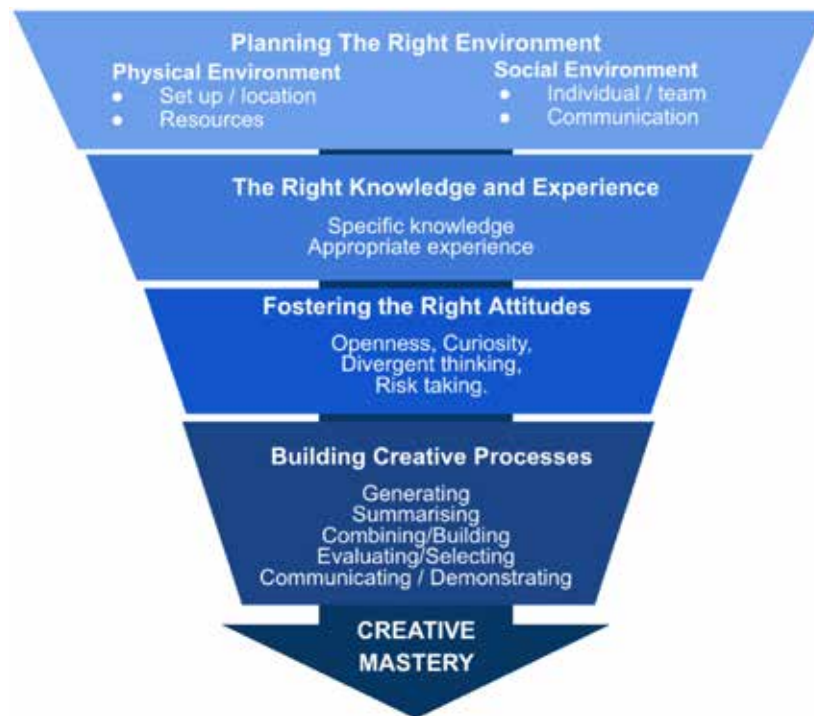 Planning The Right Environment
Physical Environment
● Set up / location
● Resources
Social Environment
● Individual / team
● Communication
The Right Knowledge and Experience
Specific knowledge
Appropriate experience
Fostering the Right Attitudes
Openness, Curiosity,
Divergent thinking,
Risk taking.
Building Creative Processes
Generating
Summarising
Combining/Building
Evaluating/Selecting
Communicating / Demonstrating
CREATIVE
MASTERY